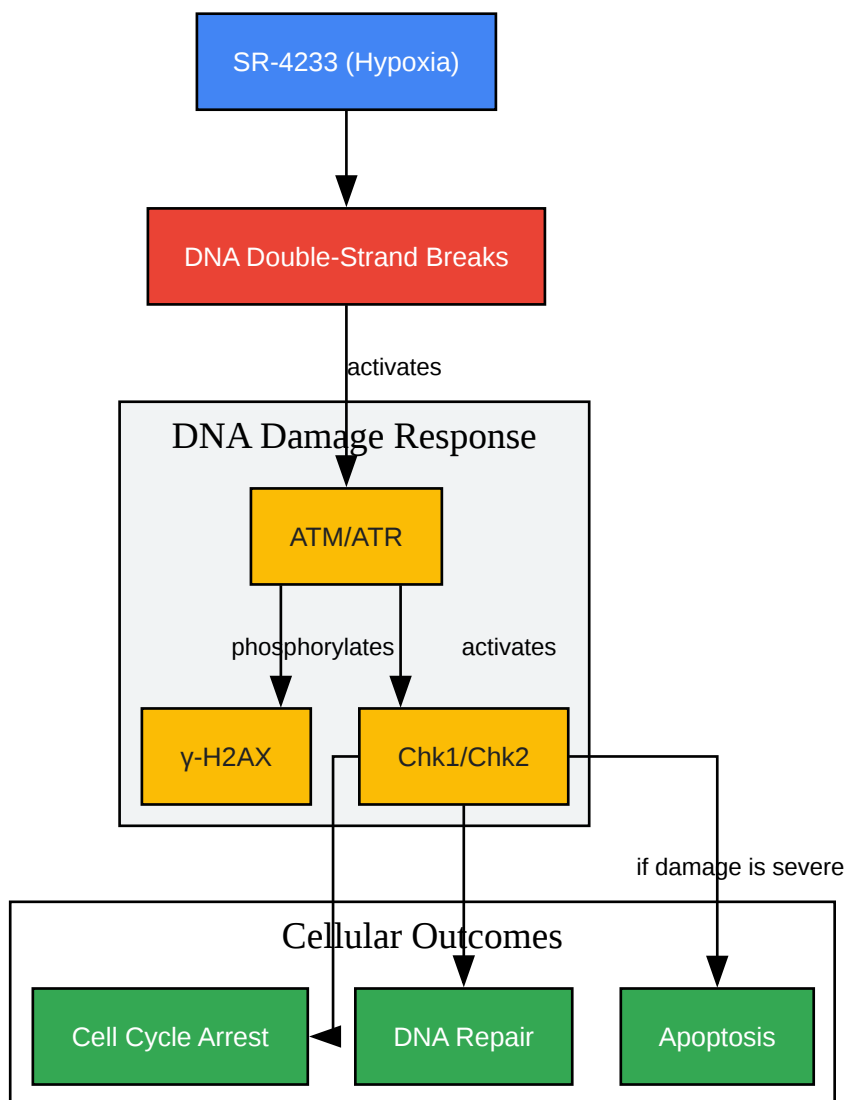 SR-4233 (Hypoxia)
DNA Double-Strand Breaks
activates
DNA Damage Response
ATM/ATR
phosphorylates
activates
γ-H2AX
Chk1/Chk2
if damage is severe
Cellular Outcomes
Cell Cycle Arrest
DNA Repair
Apoptosis